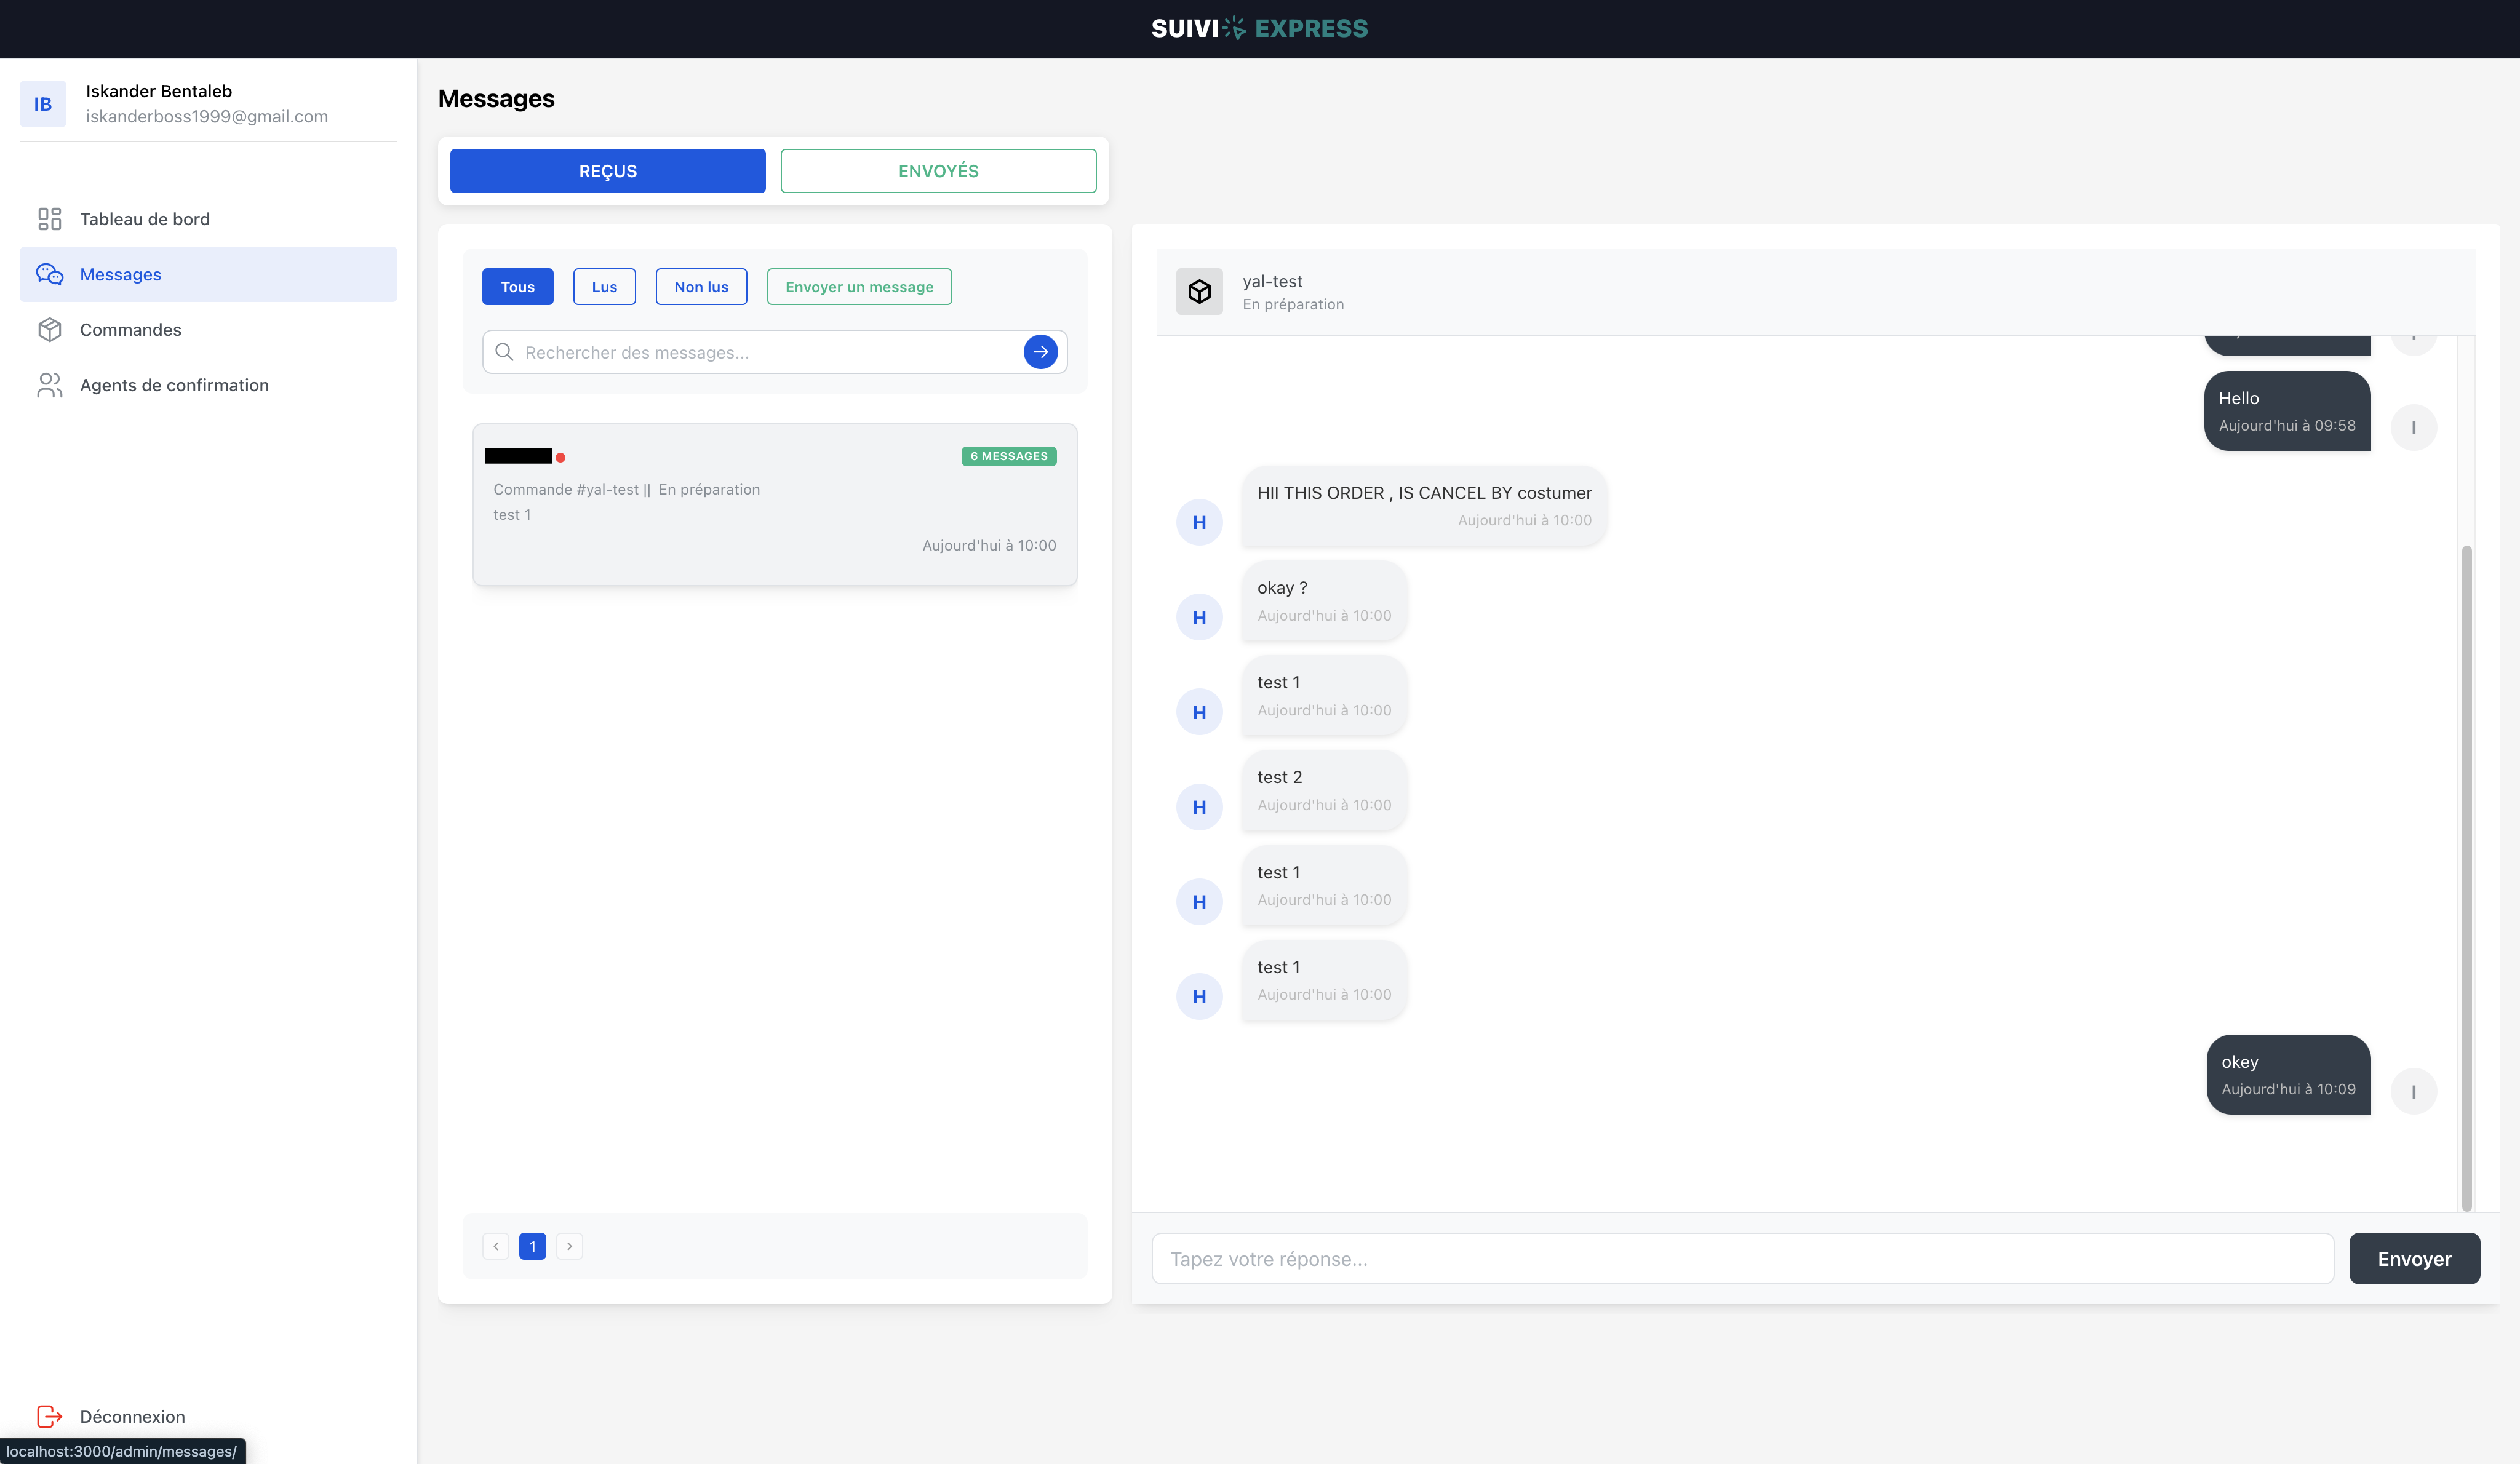 SUIVI EXPRESS
IB
Iskander Bentaleb
iskanderboss1999@gmail.com
Tableau de bord
Messages
Commandes
Agents de confirmation
Déconnexion
localhost:3000/admin/messages/
Messages
REÇUS
ENVOYÉS
Tous
Lus
Non lus
Envoyer un message
Rechercher des messages...
6 MESSAGES
Commande #yal-test || En préparation
test 1
Aujourd'hui à 10:00
1
yal-test
En préparation
Hello
Aujourd'hui à 09:58
I
HII THIS ORDER , IS CANCEL BY costumer
Aujourd'hui à 10:00
H
okay ?
Aujourd'hui à 10:00
H
test 1
Aujourd'hui à 10:00
H
test 2
Aujourd'hui à 10:00
H
test 1
Aujourd'hui à 10:00
H
test 1
Aujourd'hui à 10:00
H
okey
Aujourd'hui à 10:09
I
Tapez votre réponse...
Envoyer